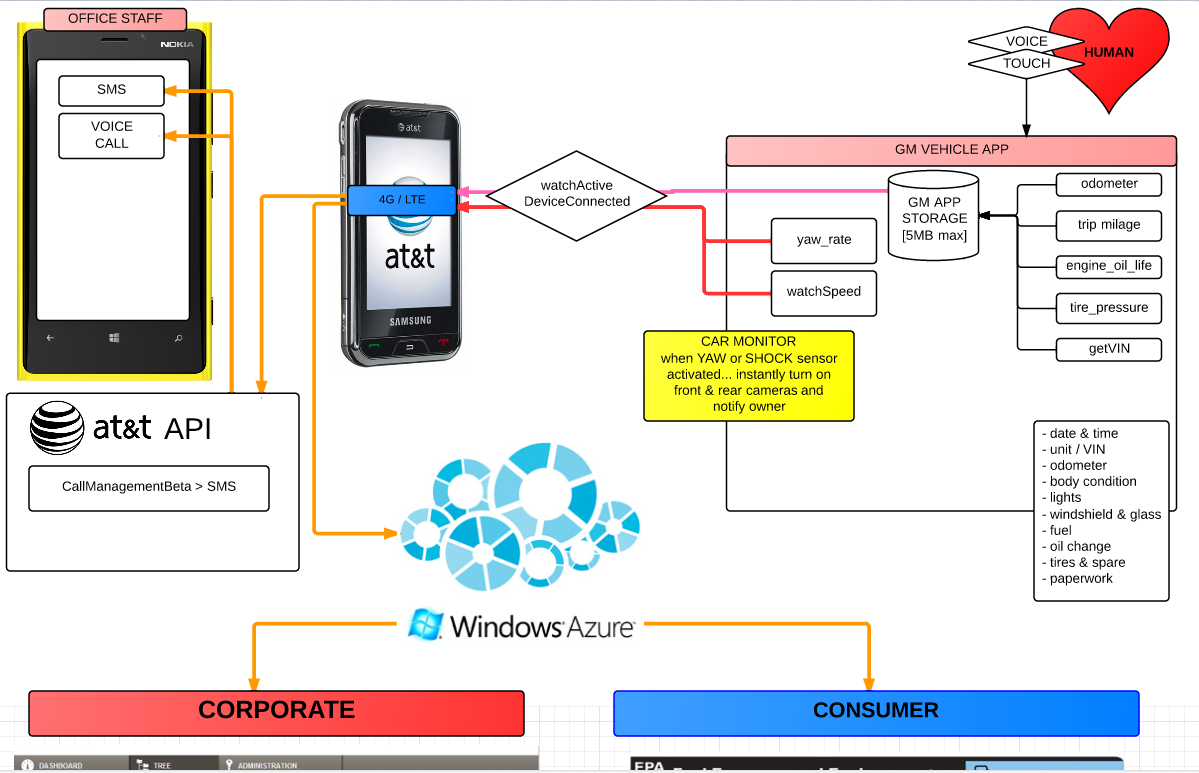 OFFICE STAFF
NOKIA
SMS
VOICE
CALL
at&t
4G / LTE
at&t
SAMSUNG
watchActive
DeviceConnected
VOICE
TOUCH
HUMAN
GM VEHICLE APP
GM APP
STORAGE
[5MB max]
odometer
trip milage
engine_oil_life
tire_pressure
getVIN
yaw_rate
watchSpeed
CAR MONITOR
when YAW or SHOCK sensor
activated... instantly turn on
front & rear cameras and
notify owner
- date & time
- unit / VIN
- odometer
- body condition
- lights
- windshield & glass
- fuel
- oil change
- tires & spare
- paperwork
at&t API
CallManagementBeta > SMS
Windows Azure
CORPORATE
CONSUMER
DASHBOARD
TREE
ADMINISTRATION
EPA